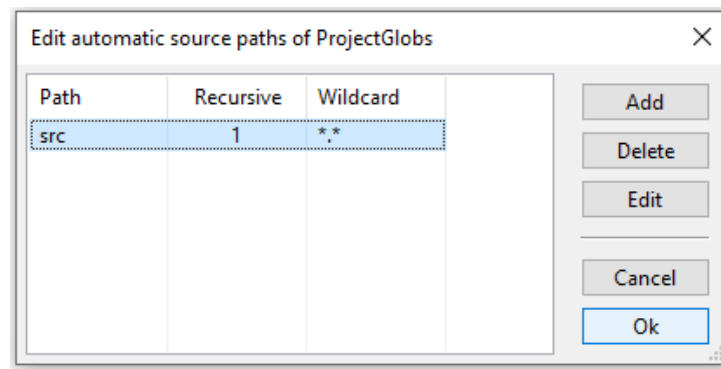 Edit automatic source paths of ProjectGlobs
Path Recursive Wildcard
src 1 *.*
Add
Delete
Edit
Cancel
Ok